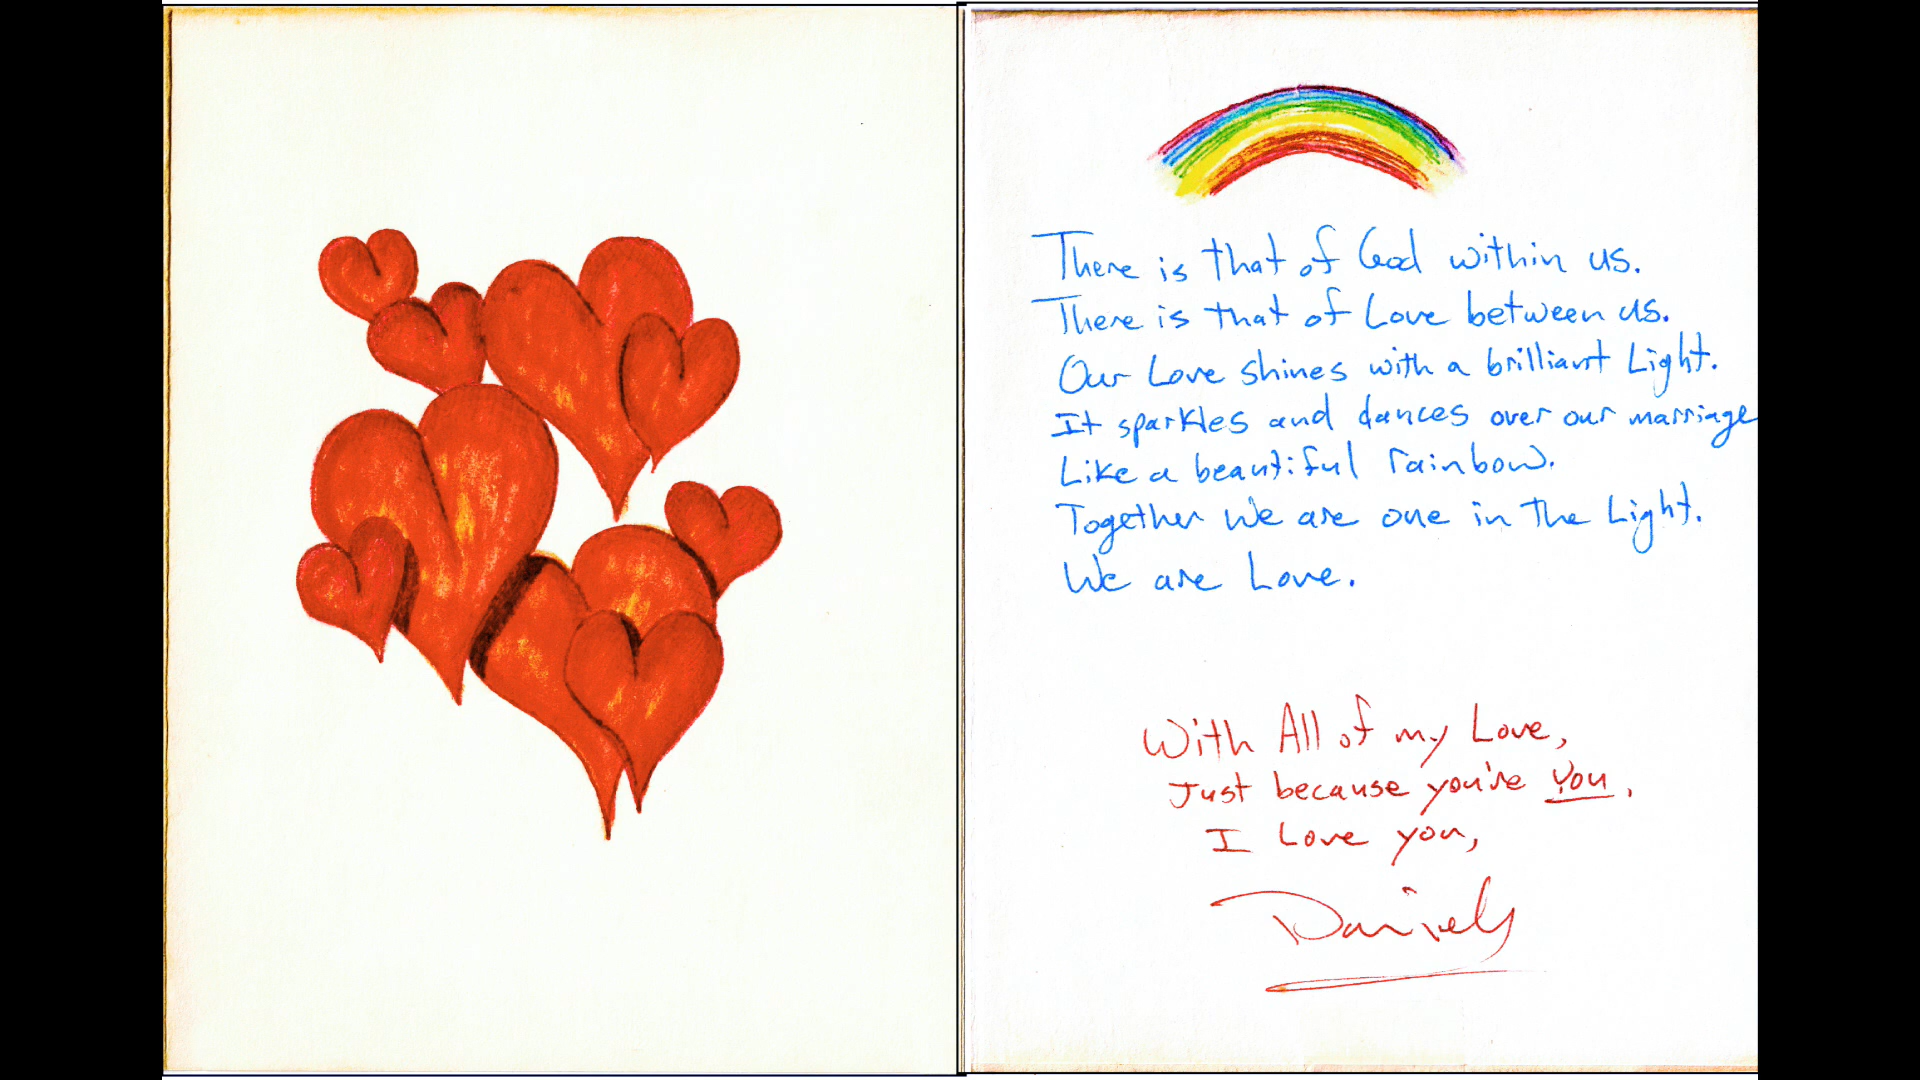 There is that of God within us.
There is that of Love between us.
Our Love shines with a brilliant Light.
It sparkles and dances over our marriage
Like a beautiful rainbow.
Together we are one in the Light.
We are Love.
With All of my Love,
Just because you're you,
I Love you,
Daniel